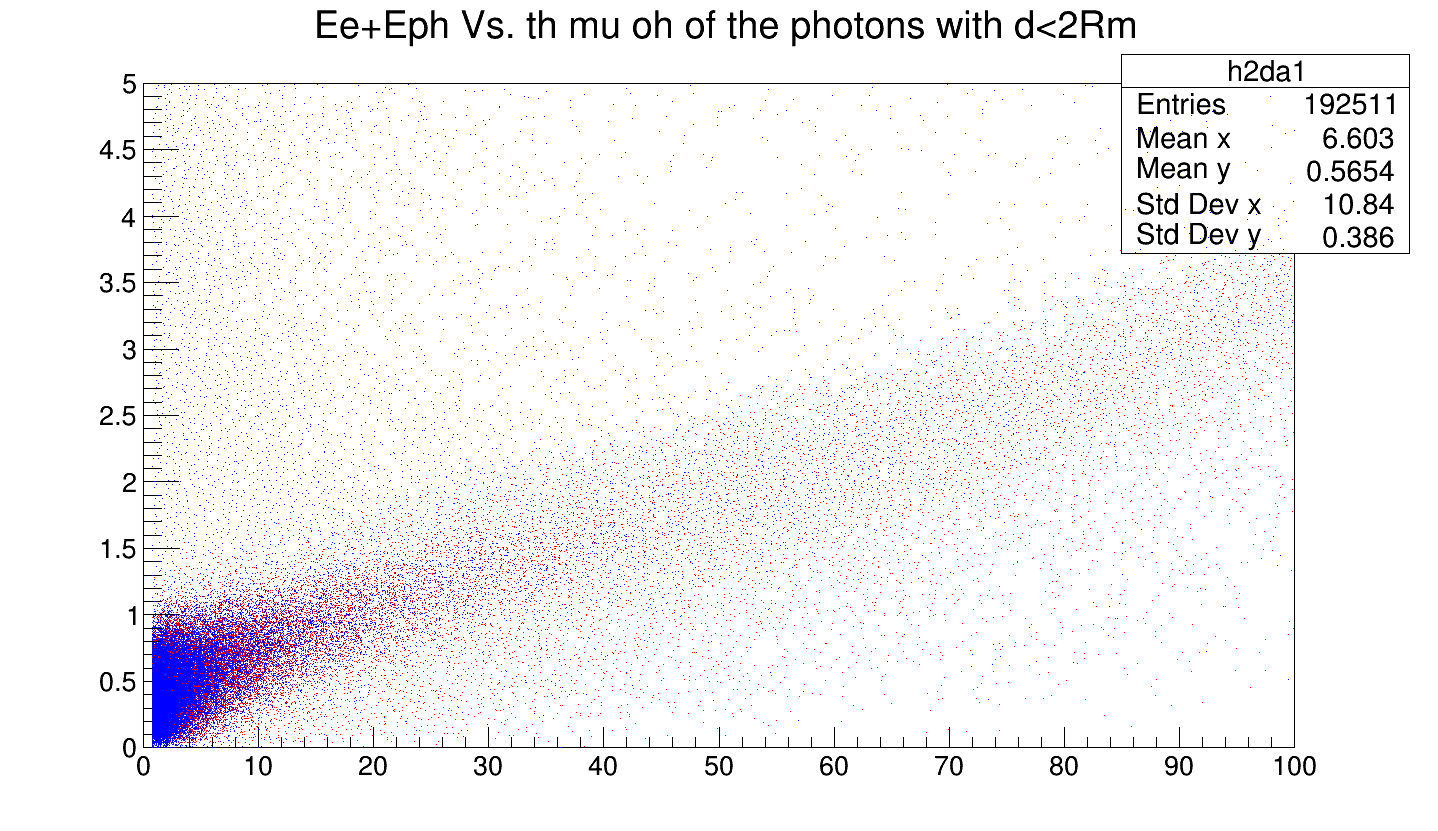 Ee+Eph Vs. th mu oh of the photons with d<2Rm
h2da1
Entries 192511
Mean x 6.603
Mean y 0.5654
Std Dev x 10.84
Std Dev y 0.386
5
4.5
4
3.5
3
2.5
2
1.5
1
0.5
0
0 10 20 30 40 50 60 70 80 90 100